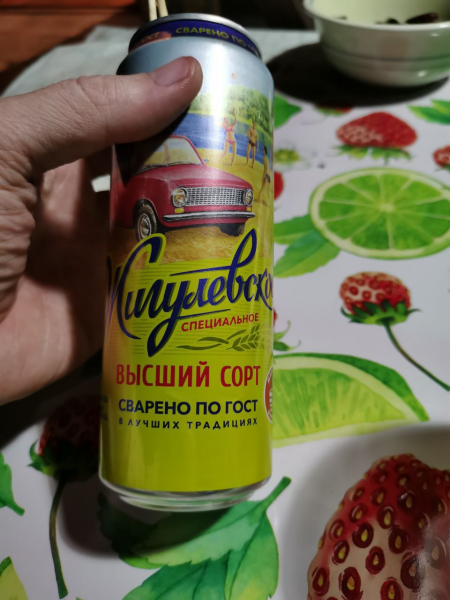 СВАРЕНО ПО
Жигулевское
СПЕЦИАЛЬНОЕ
ВЫСШИЙ СОРТ
СВАРЕНО ПО ГОСТ
В ЛУЧШИХ ТРАДИЦИЯХ